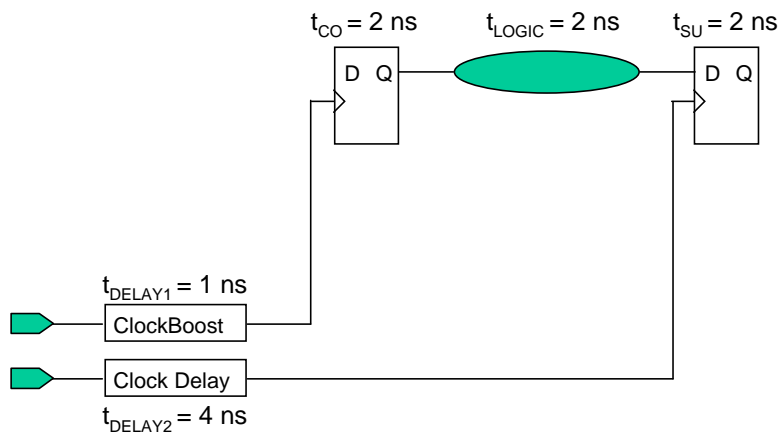 tCO = 2 ns tLOGIC = 2 ns tSU = 2 ns
D Q D Q
tDELAY1 = 1 ns
ClockBoost
Clock Delay
tDELAY2 = 4 ns